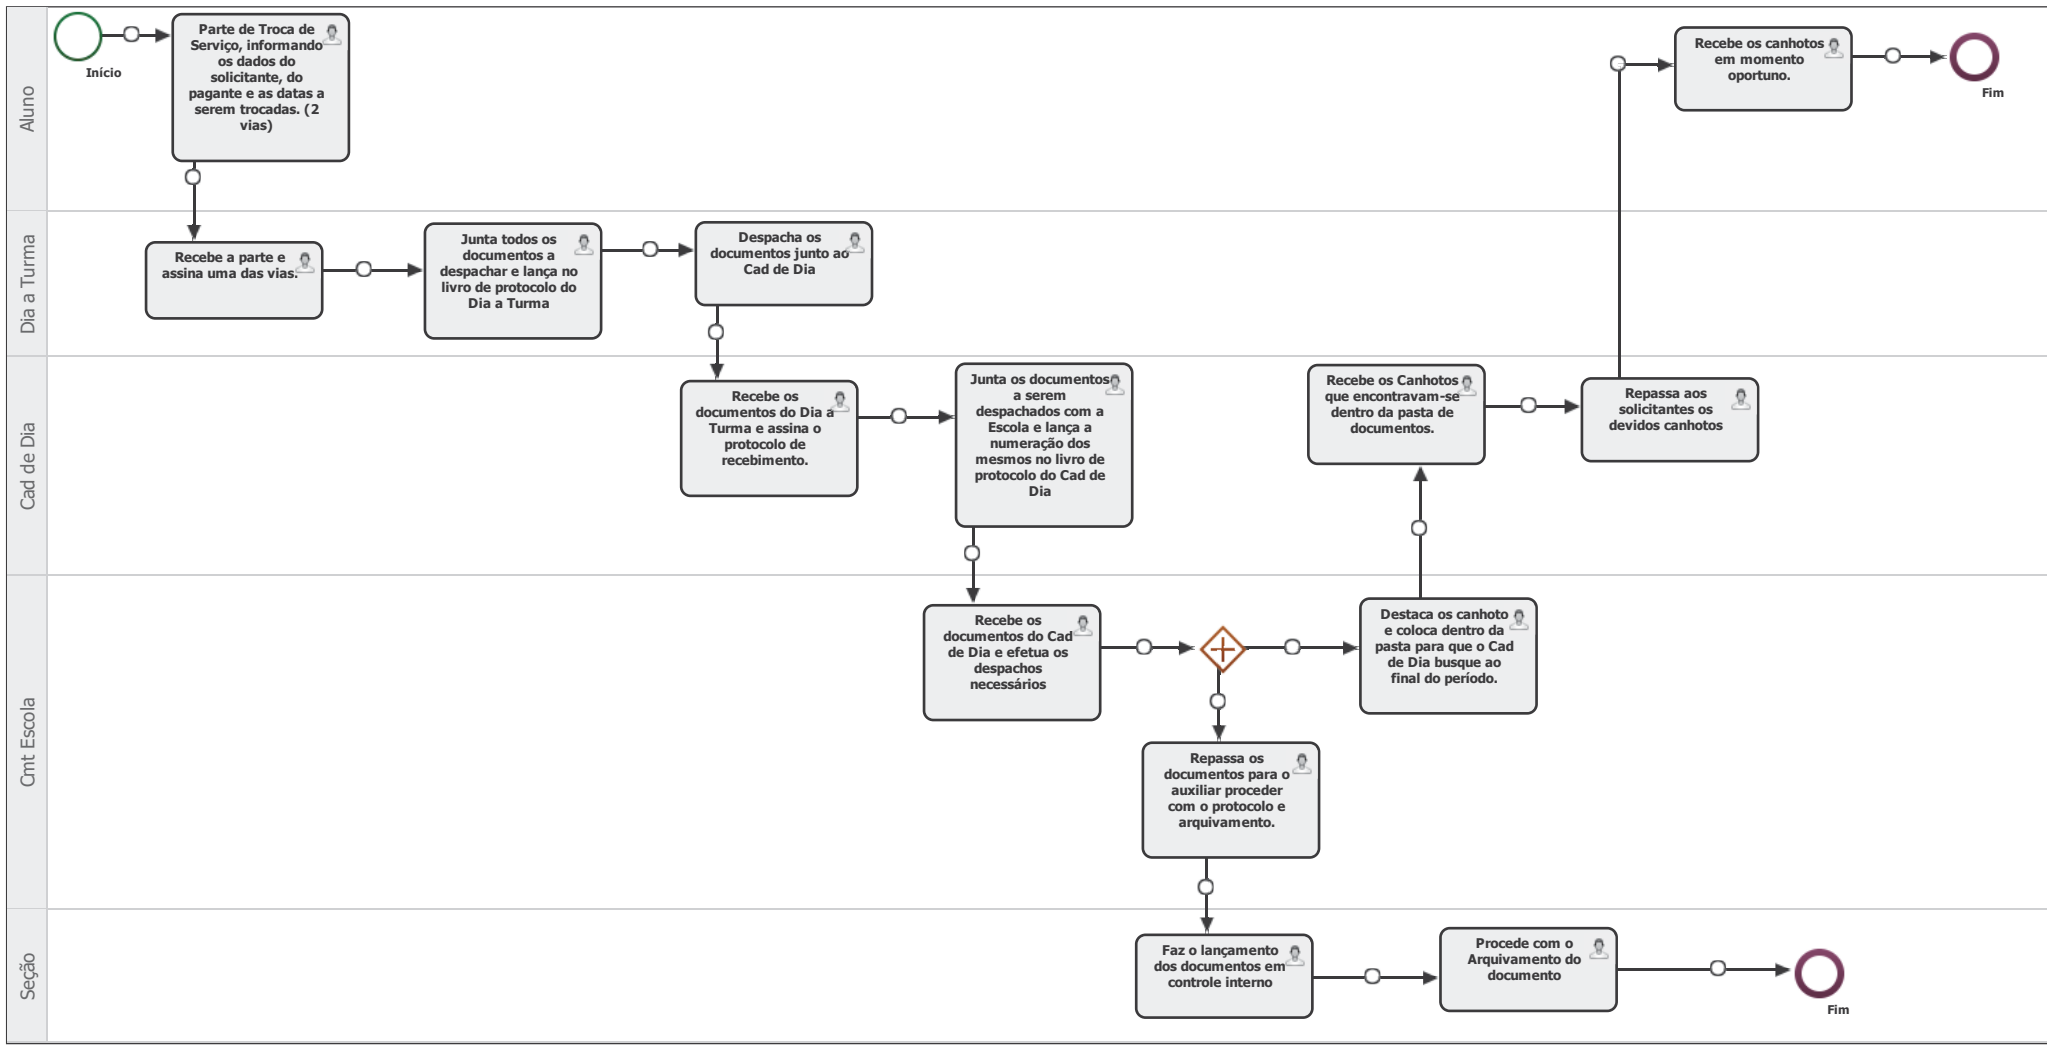 Aluno
Início
Parte de Troca de
Serviço, informando
os dados do
solicitante, do
pagante e as datas a
serem trocadas. (2
vias)
Recebe os canhotos
em momento
oportuno.
Fim
Dia a Turma
Recebe a parte e
assina uma das vias.
Junta todos os
documentos a
despachar e lança no
livro de protocolo do
Dia a Turma
Despacha os
documentos junto ao
Cad de Dia
Cad de Dia
Recebe os
documentos do Dia a
Turma e assina o
protocolo de
recebimento.
Junta os documentos
a serem
despachados com a
Escola e lança a
numeração dos
mesmos no livro de
protocolo do Cad de
Dia
Recebe os Canhotos
que encontravam-se
dentro da pasta de
documentos.
Repassa aos
solicitantes os
devidos canhotos
Cmt Escola
Recebe os
documentos do Cad
de Dia e efetua os
despachos
necessários
Destaca os canhoto
e coloca dentro da
pasta para que o Cad
de Dia busque ao
final do período.
Repassa os
documentos para o
auxiliar proceder
com o protocolo e
arquivamento.
Seção
Faz o lançamento
dos documentos em
controle interno
Procede com o
Arquivamento do
documento
Fim